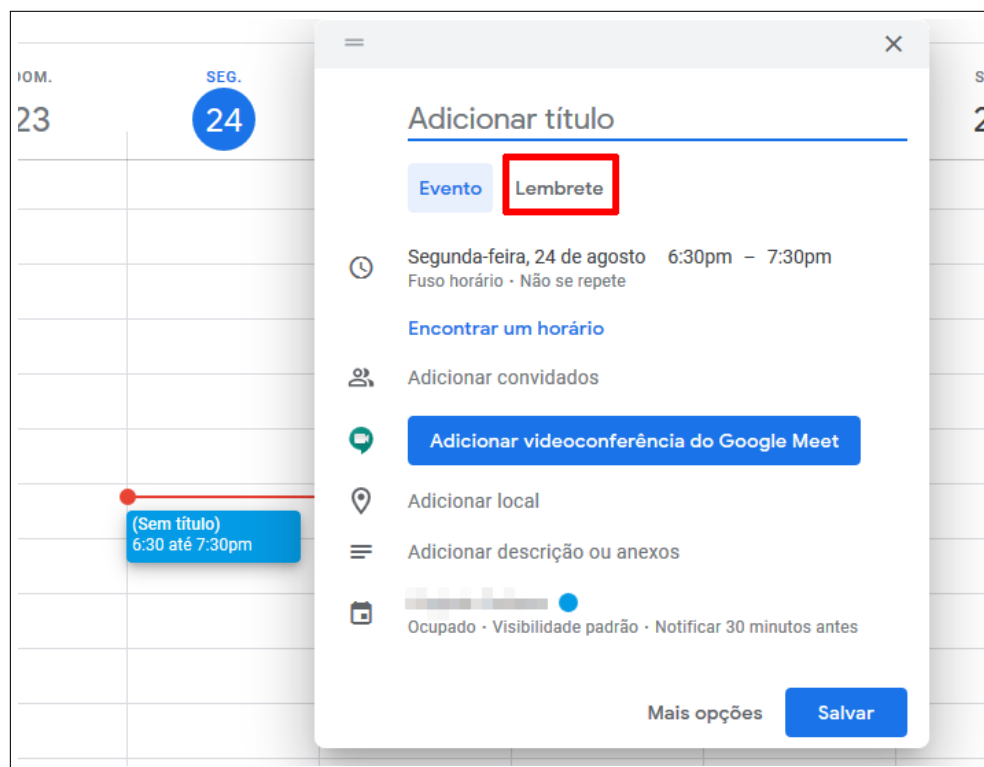 SEG.
23
24
Adicionar título
Evento
Lembrete
Segunda-feira, 24 de agosto 6:30pm – 7:30pm
Fuso horário · Não se repete
Encontrar um horário
Adicionar convidados
Adicionar videoconferência do Google Meet
Adicionar local
(Sem título)
6:30 até 7:30pm
Adicionar descrição ou anexos
Ocupado · Visibilidade padrão · Notificar 30 minutos antes
Mais opções
Salvar